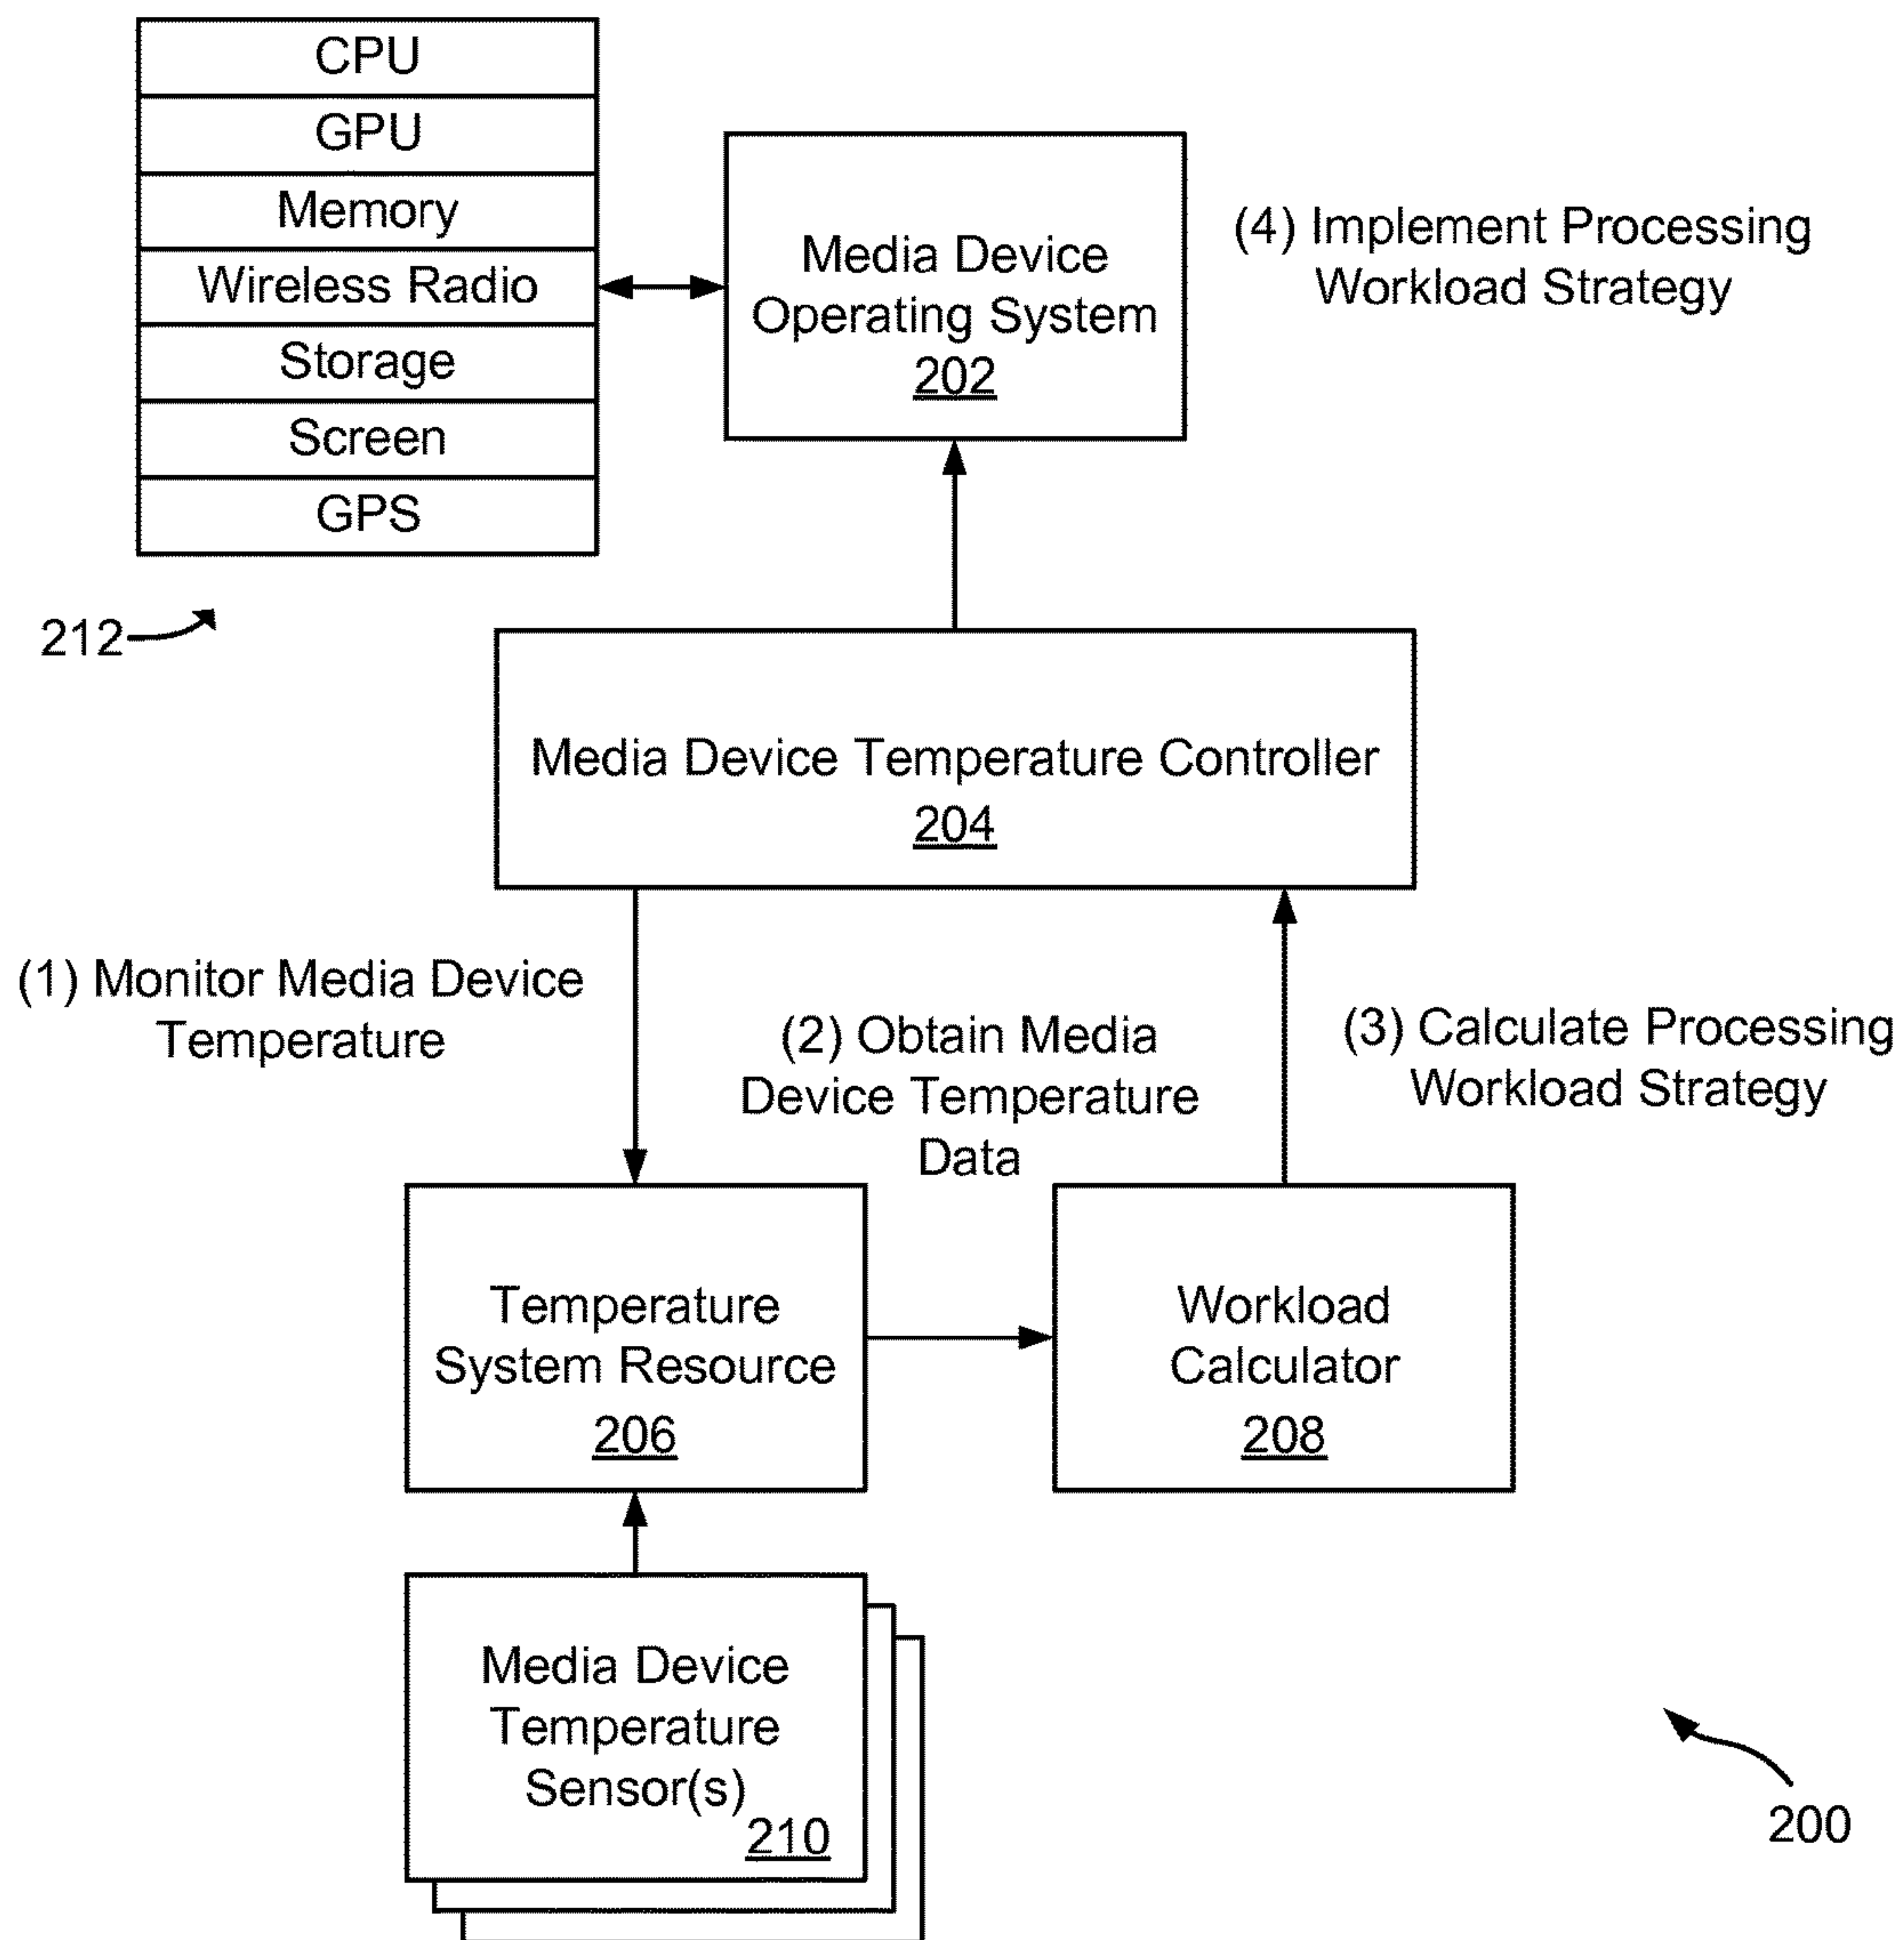 CPU
GPU
Memory
Wireless Radio
Storage
Screen
GPS
212
Media Device
Operating System
202
(4) Implement Processing
Workload Strategy
Media Device Temperature Controller
204
(1) Monitor Media Device
Temperature
(2) Obtain Media
Device Temperature
Data
(3) Calculate Processing
Workload Strategy
Temperature
System Resource
206
Workload
Calculator
208
Media Device
Temperature
Sensor(s)
210
200